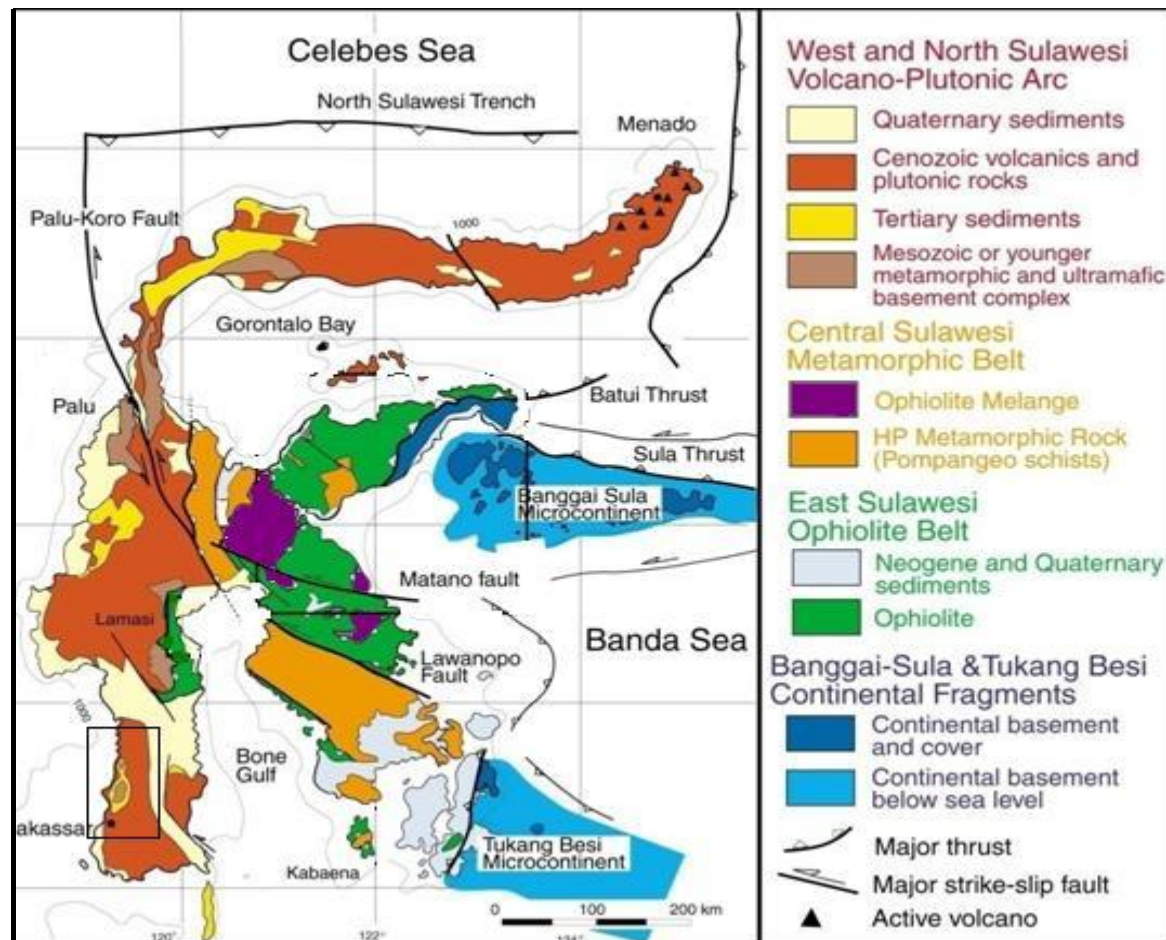 Celebes Sea
North Sulawesi Trench
Menado
Palu-Koro Fault
1000
Gorontalo Bay
Palu
Batui Thrust
Sula Thrust
Banggai Sula
Microcontinent
Matano fault
Lamasi
Banda Sea
Lawanopo
Fault
1000
Bone
Gulf
akassar
Tukang Besi
Microcontinent
Kabaena
0 100 200 km
120°
122°
124°
West and North Sulawesi
Volcano-Plutonic Arc
Quaternary sediments
Cenozoic volcanics and
plutonic rocks
Tertiary sediments
Mesozoic or younger
metamorphic and ultramafic
basement complex
Central Sulawesi
Metamorphic Belt
Ophiolite Melange
HP Metamorphic Rock
(Pompangeo schists)
East Sulawesi
Ophiolite Belt
Neogene and Quaternary
sediments
Ophiolite
Banggai-Sula &Tukang Besi
Continental Fragments
Continental basement
and cover
Continental basement
below sea level
Major thrust
Major strike-slip fault
Active volcano